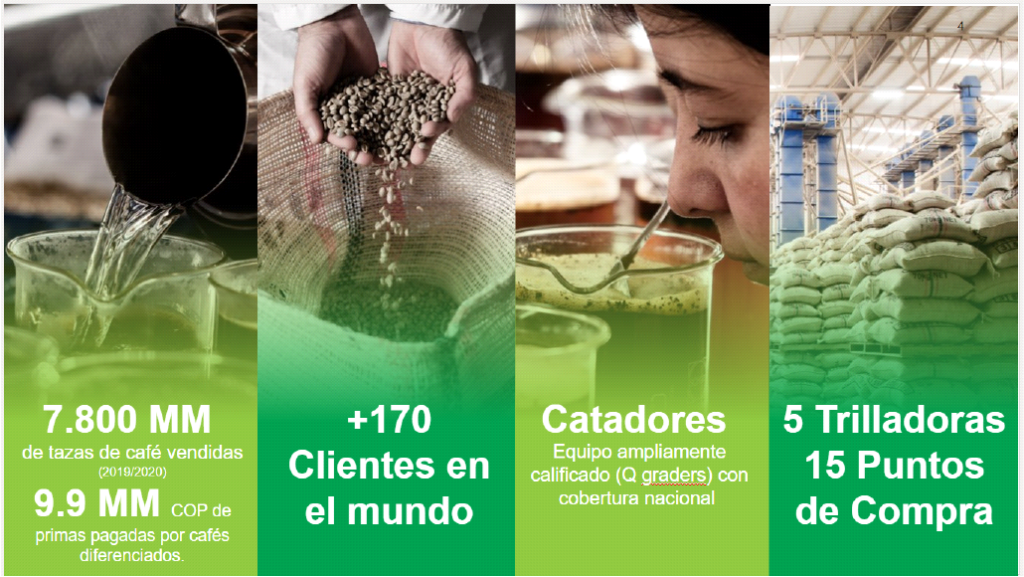 4
7.800 MM
de tazas de café vendidas
(2019/2020)
9.9 MM COP de
primas pagadas por cafés
diferenciados.
+170
Clientes en
el mundo
Catadores
Equipo ampliamente
calificado (Q graders) con
cobertura nacional
5 Trilladoras
15 Puntos
de Compra